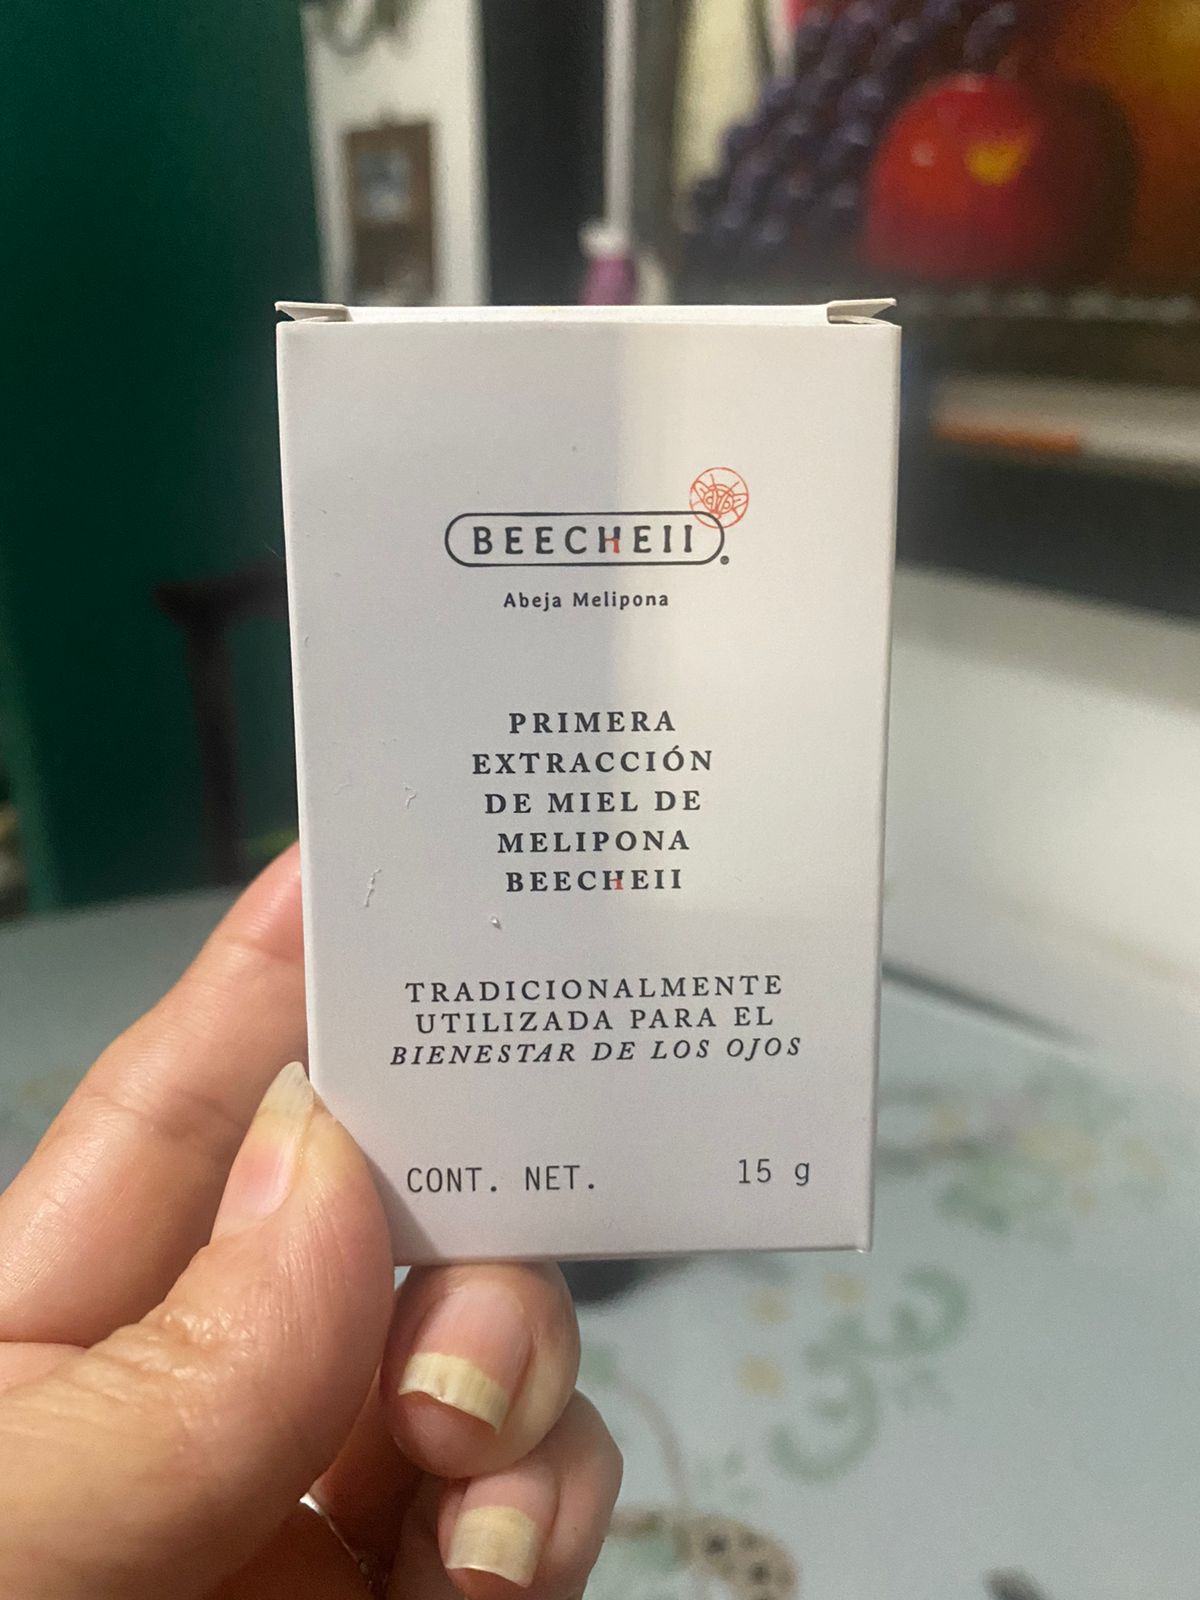 BEECHEII
Abeja Melipona
PRIMERA
EXTRACCIÓN
DE MIEL DE
MELIPONA
BEECHEII
TRADICIONALMENTE
UTILIZADA PARA EL
BIENESTAR DE LOS OJOS
CONT. NET. 15 g